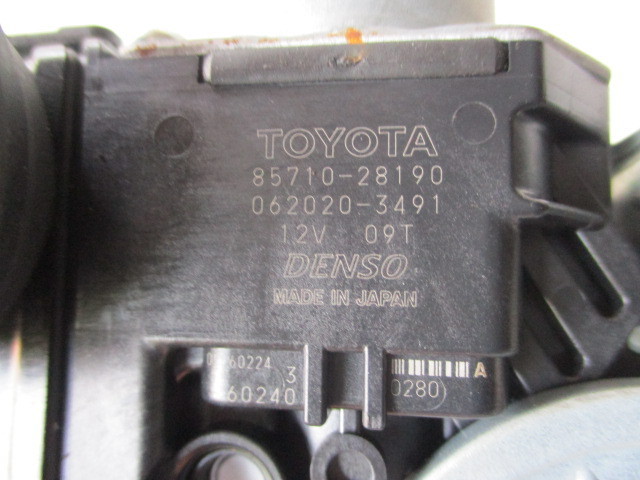 TOYOTA
85710-28190
062020-3491
12V 09T
DENSO
MADE IN JAPAN
60224
3
60240
A
0280)